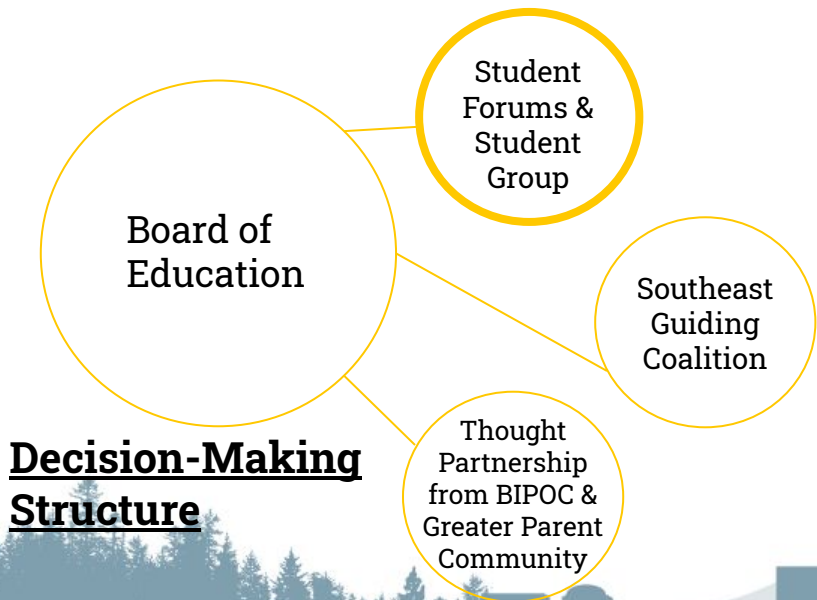 Student
Forums &
Student
Group
Board of
Education
Southeast
Guiding
Coalition
Thought
Partnership
from BIPOC &
Greater Parent
Community
Decision-Making
Structure